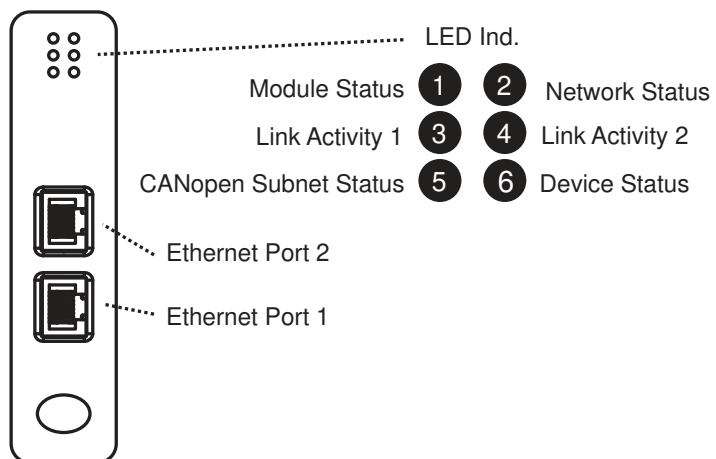 LED Ind.
Module Status 1 2 Network Status
Link Activity 1 3 4 Link Activity 2
CANopen Subnet Status 5 6 Device Status
Ethernet Port 2
Ethernet Port 1